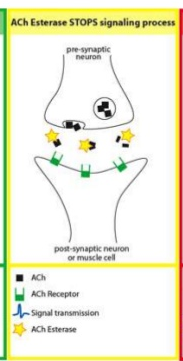 ACh Esterase STOPS signaling process
pre-synaptic
neuron
post-synaptic neuron
or muscle cell
ACh
ACh Receptor
Signal transmission
ACh Esterase